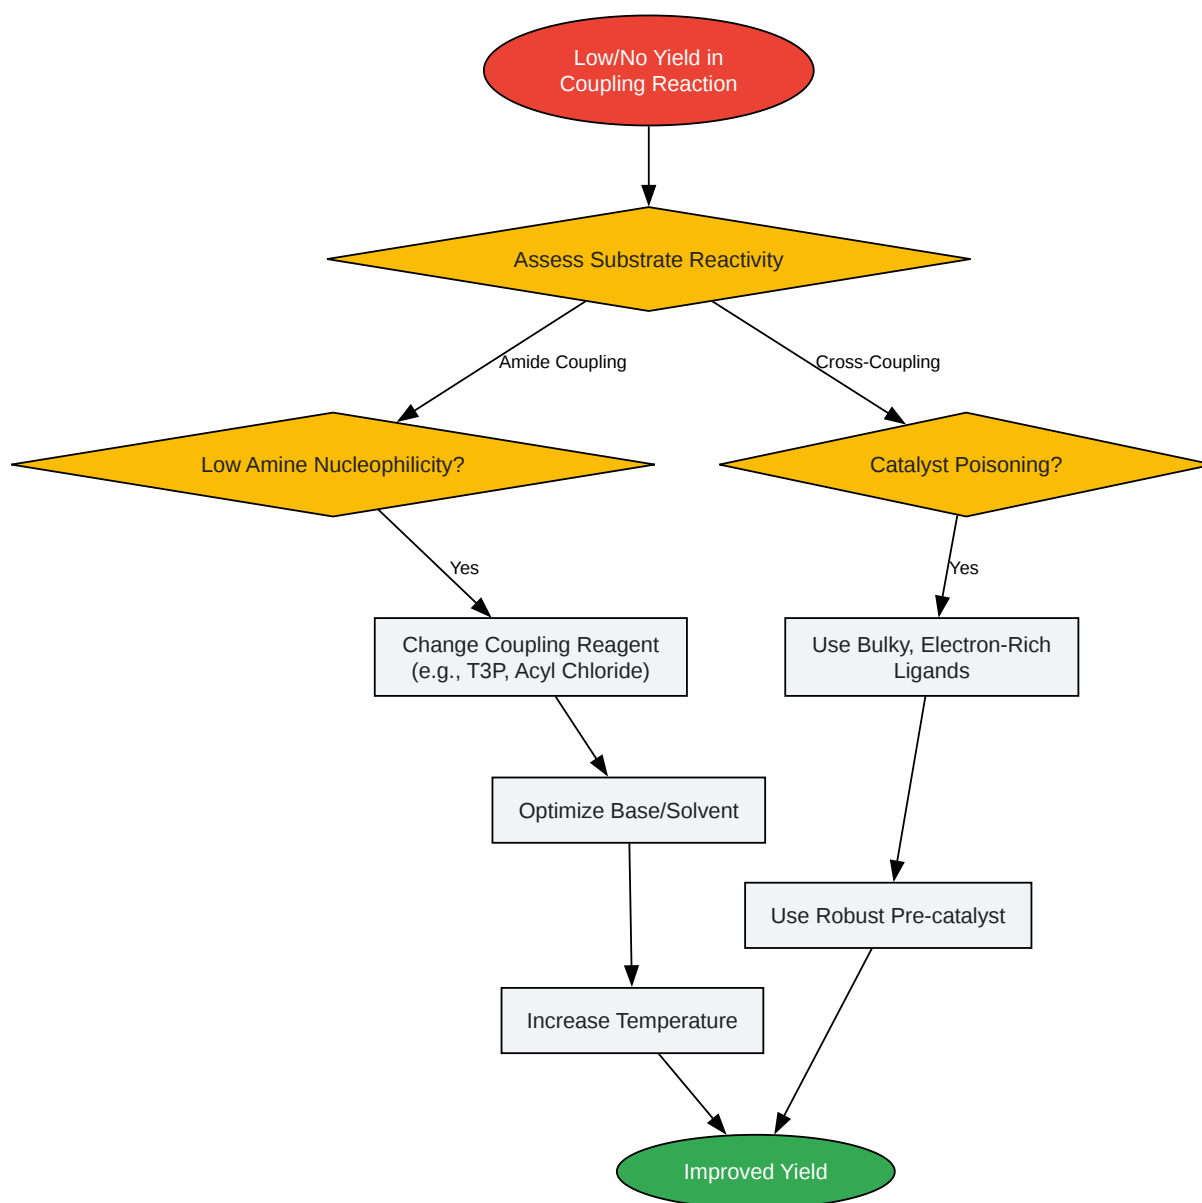 Low/No Yield in
Coupling Reaction
Assess Substrate Reactivity
Amide Coupling
Cross-Coupling
Low Amine Nucleophilicity?
Catalyst Poisoning?
Yes
Yes
Change Coupling Reagent
(e.g., T3P, Acyl Chloride)
Use Bulky, Electron-Rich
Ligands
Optimize Base/Solvent
Use Robust Pre-catalyst
Increase Temperature
Improved Yield